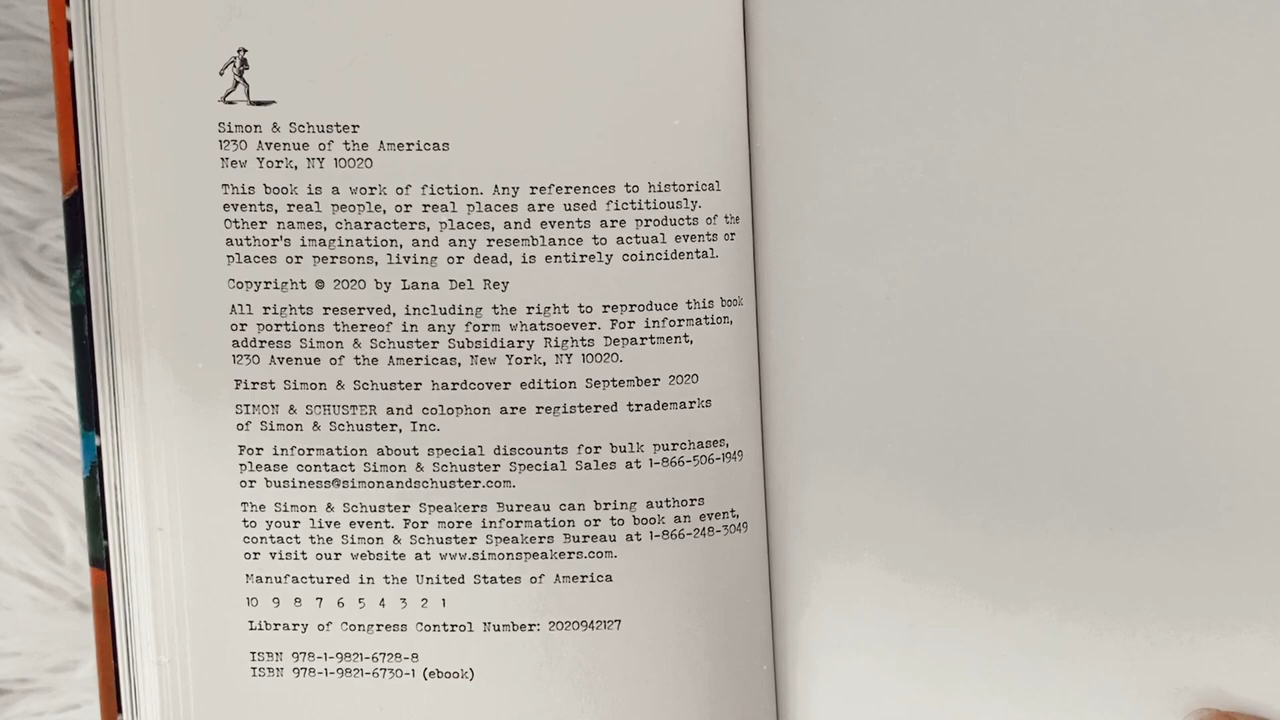 Simon & Schuster
1230 Avenue of the Americas
New York, NY 10020
This book is a work of fiction. Any references to historical
events, real people, or real places are used fictitiously.
Other names, characters, places, and events are products of the
author's imagination, and any resemblance to actual events or
places or persons, living or dead, is entirely coincidental.
Copyright © 2020 by Lana Del Rey
All rights reserved, including the right to reproduce this book
or portions thereof in any form whatsoever. For information,
address Simon & Schuster Subsidiary Rights Department,
1230 Avenue of the Americas, New York, NY 10020.
First Simon & Schuster hardcover edition September 2020
SIMON & SCHUSTER and colophon are registered trademarks
of Simon & Schuster, Inc.
For information about special discounts for bulk purchases,
please contact Simon & Schuster Special Sales at 1-866-506-1949
or business@simonandschuster.com.
The Simon & Schuster Speakers Bureau can bring authors
to your live event. For more information or to book an event,
contact the Simon & Schuster Speakers Bureau at 1-866-248-3049
or visit our website at www.simonspeakers.com.
Manufactured in the United States of America
10 9 8 7 6 5 4 3 2 1
Library of Congress Control Number: 2020942127
ISBN 978-1-9821-6728-8
ISBN 978-1-9821-6730-1 (ebook)